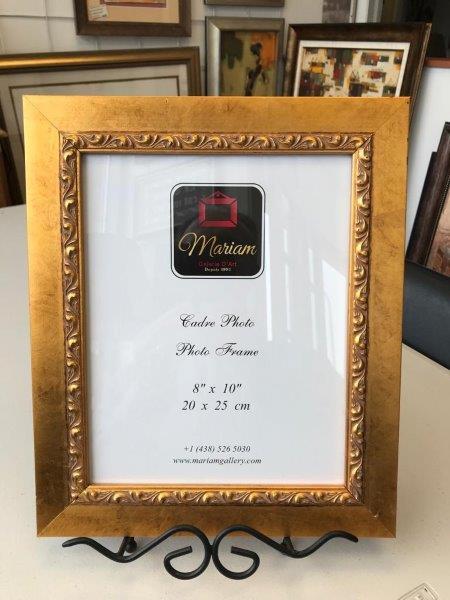 Mariam
Galerie D'Art
Depuis 1993
Cadre Photo
Photo Frame
8" x 10"
20 x 25 cm
+1 (438) 526 5030
www.mariamgallery.com